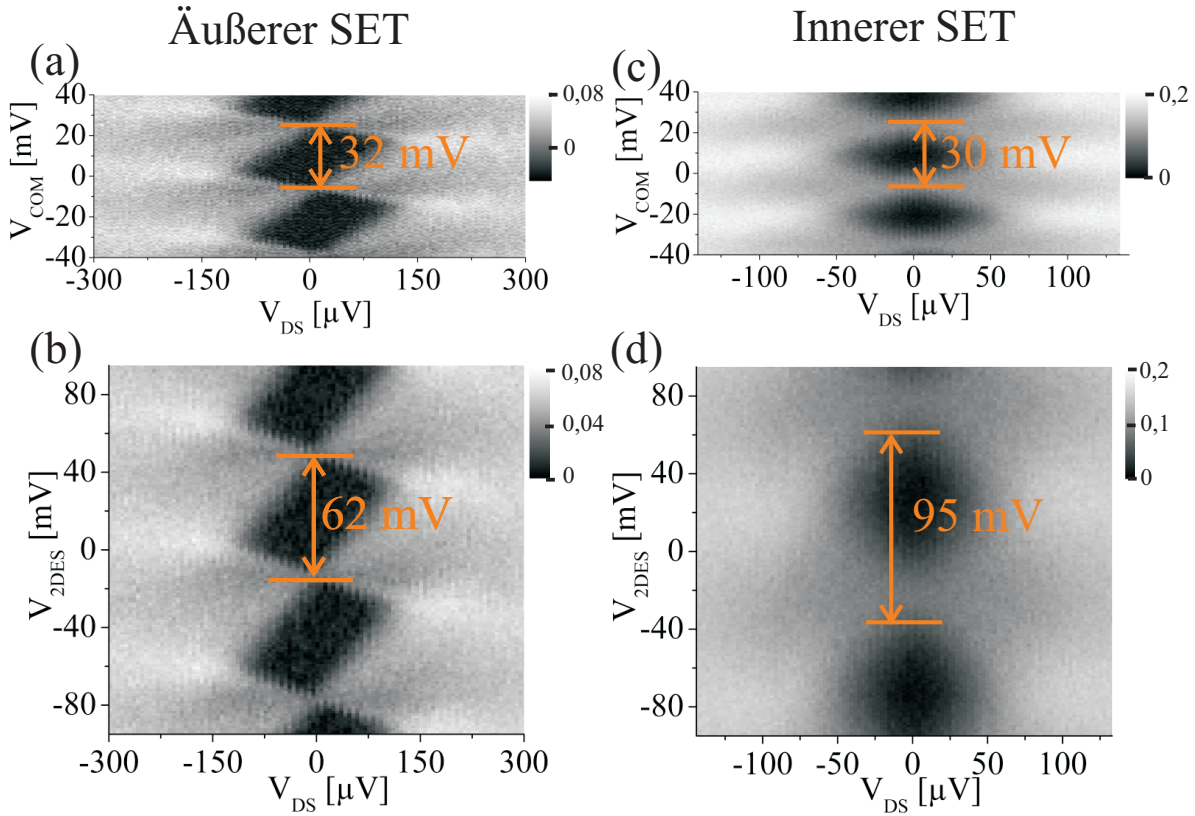 Äußerer SET
Innerer SET
(a)
V_COM [mV]
40
20
0
-20
-40
32 mV
0,08
0
-300
-150
0
150
300
V_DS [µV]
(c)
V_COM [mV]
40
20
0
-20
-40
30 mV
0,2
0
-100
-50
0
50
100
V_DS [µV]
(b)
V_2DES [mV]
80
40
0
-40
-80
62 mV
0,08
0,04
0
-300
-150
0
150
300
V_DS [µV]
(d)
V_2DES [mV]
80
40
0
-40
-80
95 mV
0,2
0,1
0
-100
-50
0
50
100
V_DS [µV]